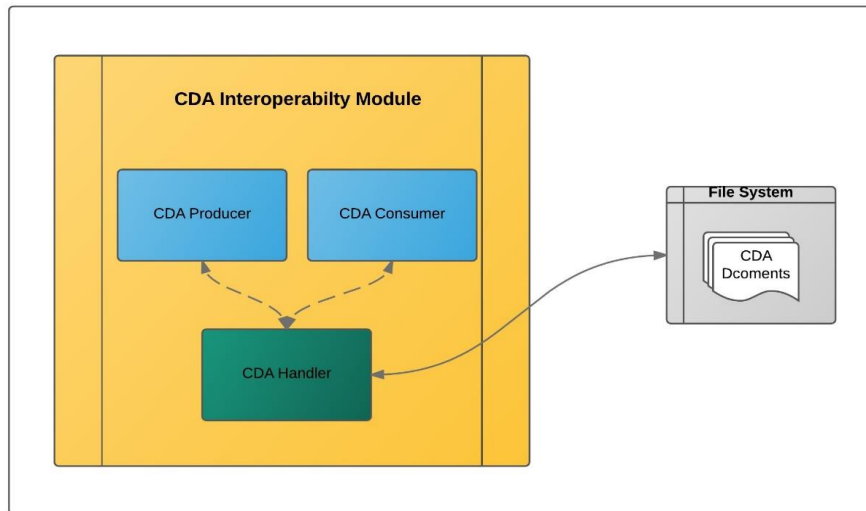 CDA Interoperabilty Module
CDA Producer
CDA Consumer
CDA Handler
File System
CDA
Dcoments